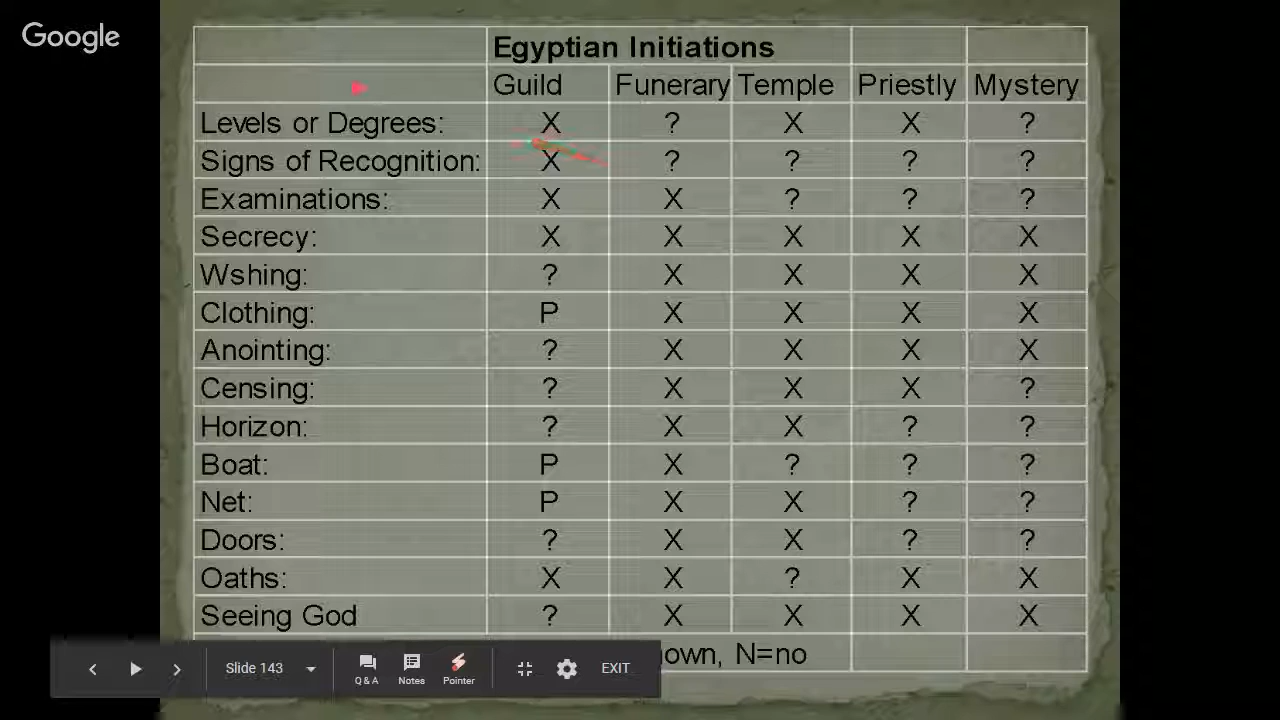 Google
Egyptian Initiations
Guild Funerary Temple Priestly Mystery
Levels or Degrees: X ? X X ?
Signs of Recognition: X ? ? ? ?
Examinations: X X ? ? ?
Secrecy: X X X X X
Wshing: ? X X X X
Clothing: P X X X X
Anointing: ? X X X X
Censing: ? X X X ?
Horizon: ? X X ? ?
Boat: P X ? ? ?
Net: P X X ? ?
Doors: ? X X ? ?
Oaths: X X ? X X
Seeing God ? X X X X
N=no
Slide 143 Q & A Notes Pointer EXIT